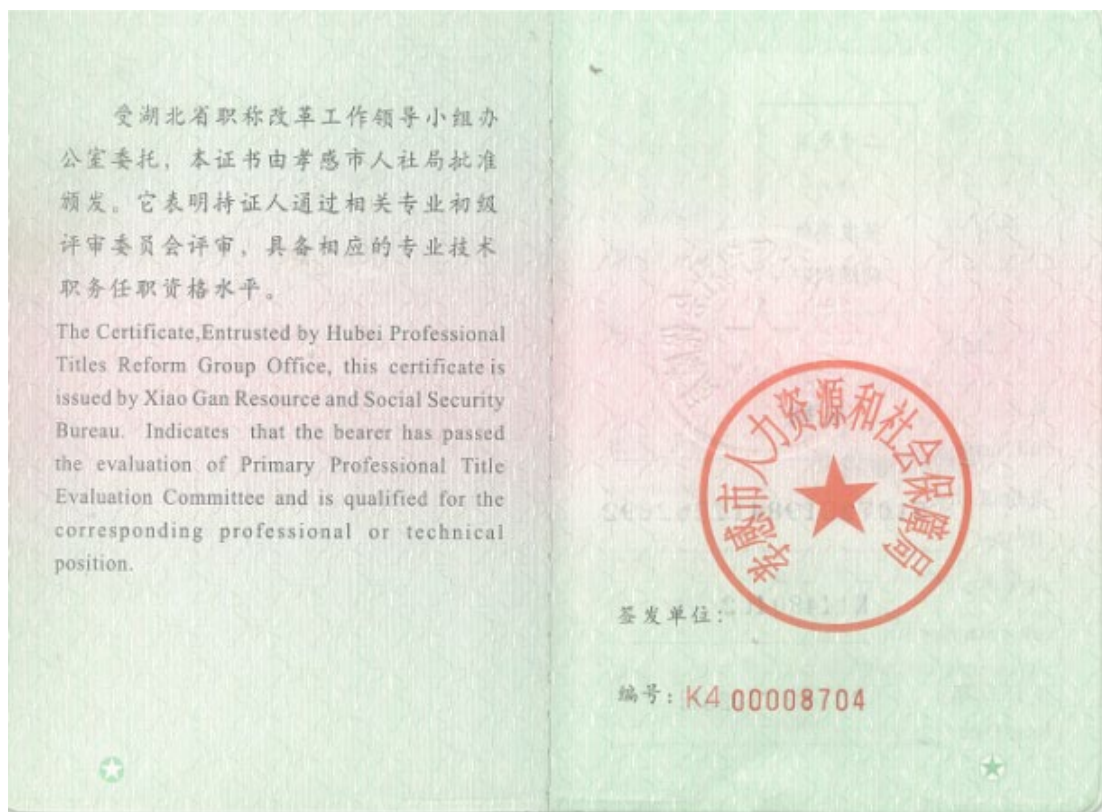 受湖北省职称改革工作领导小组办
公室委托，本证书由孝感市人社局批准
颁发。它表明持证人通过相关专业初级
评审委员会评审，具备相应的专业技术
职务任职资格水平。
The Certificate,Entrusted by Hubei Professional
Titles Reform Group Office, this certificate is
issued by Xiao Gan Resource and Social Security
Bureau. Indicates that the bearer has passed
the evaluation of Primary Professional Title
Evaluation Committee and is qualified for the
corresponding professional or technical
position.
孝感市人力资源和社会保障局
签发单位:
编号: K4 00008704